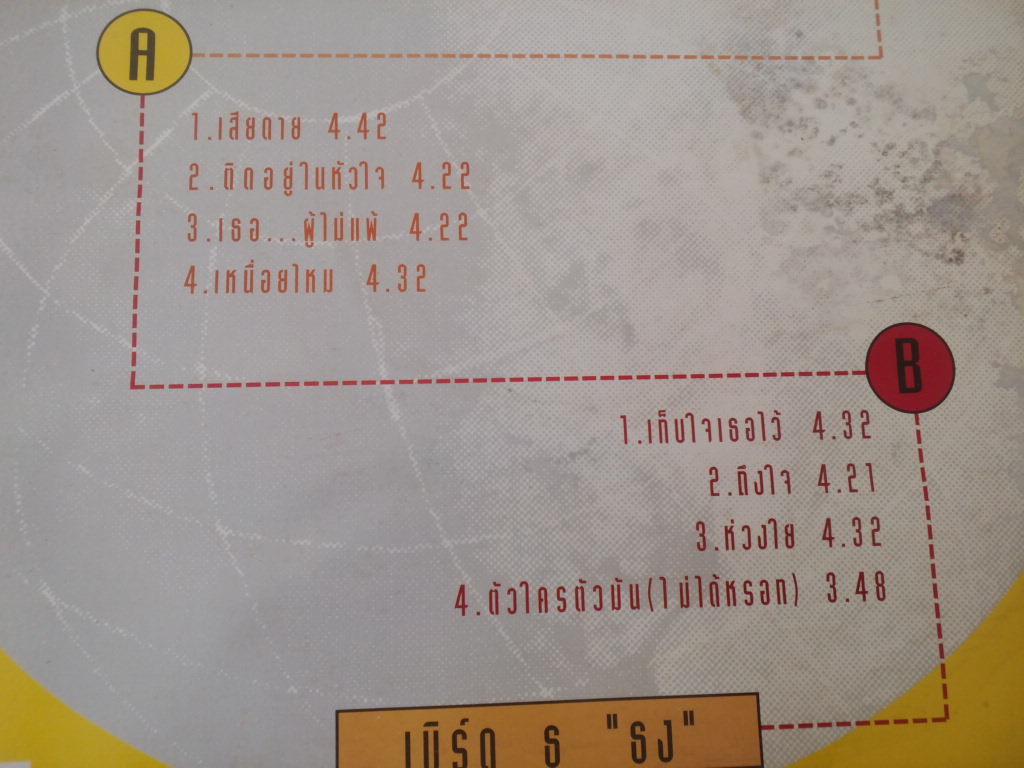 A
1.เสียดาย 4.42
2.ติดอยู่ในหัวใจ 4.22
3.เธอ...ผู้ไม่แพ้ 4.22
4.เหนื่อยไหม 4.32
B
1.เก็บใจเธอไว้ 4.32
2.ถึงใจ 4.21
3.ห่วงใย 4.32
4.ตัวใครตัวมัน(ไม่ได้หรอก) 3.48
เบิร์ด ธ "ธง"